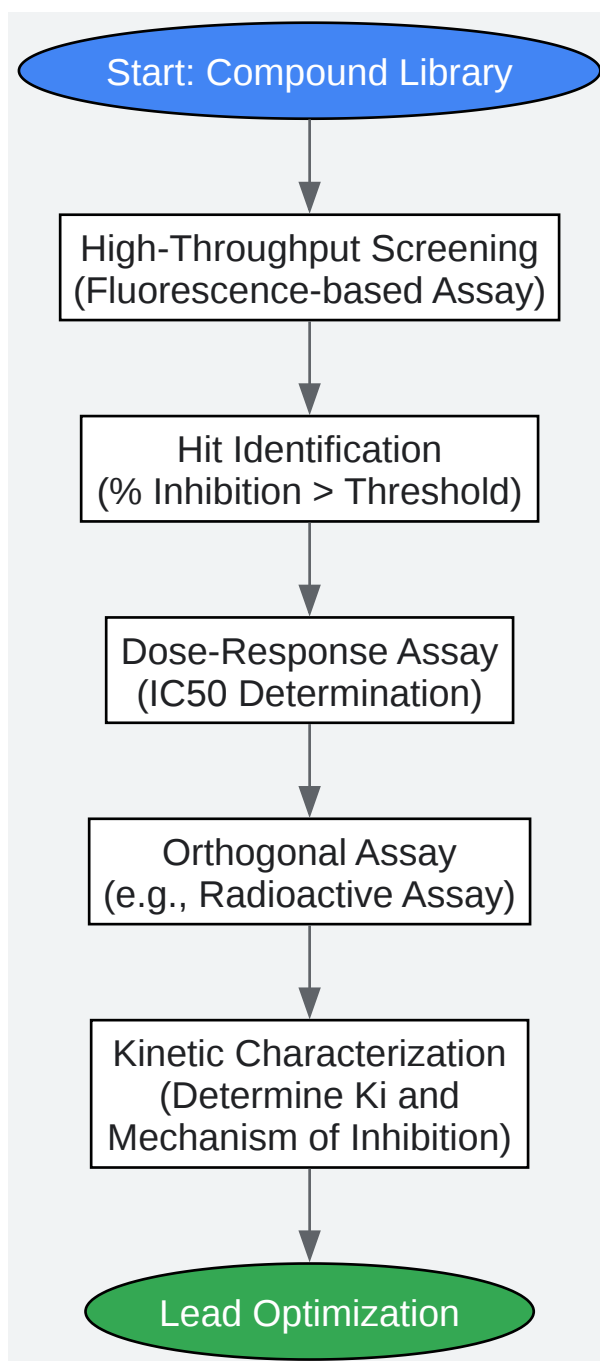 Start: Compound Library
High-Throughput Screening
(Fluorescence-based Assay)
Hit Identification
(% Inhibition > Threshold)
Dose-Response Assay
(IC50 Determination)
Orthogonal Assay
(e.g., Radioactive Assay)
Kinetic Characterization
(Determine Ki and
Mechanism of Inhibition)
Lead Optimization